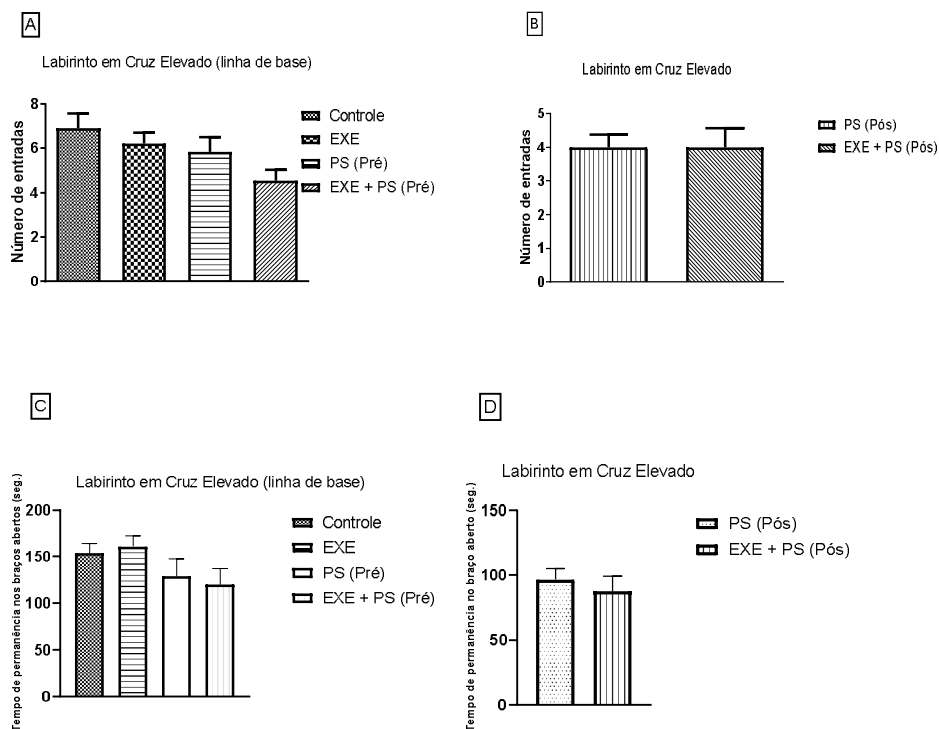 A
Labirinto em Cruz Elevado (linha de base)
Número de entradas
8
6
4
2
0
Controle
EXE
PS (Pré)
EXE + PS (Pré)
B
Labirinto em Cruz Elevado
Número de entradas
5
4
3
2
1
0
PS (Pós)
EXE + PS (Pós)
C
Labirinto em Cruz Elevado (linha de base)
Tempo de permanência nos braços abertos (seg.)
200
150
100
50
0
Controle
EXE
PS (Pré)
EXE + PS (Pré)
D
Labirinto em Cruz Elevado
Tempo de permanência no braço aberto (seg.)
150
100
50
0
PS (Pós)
EXE + PS (Pós)